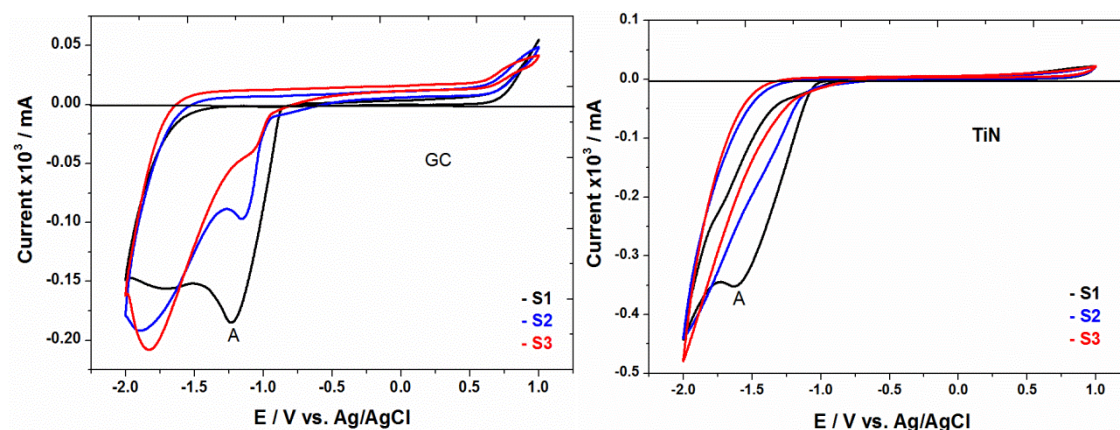 0.05
0.00
-0.05
-0.10
-0.15
-0.20
Current x10³ / mA
GC
A
- S1
- S2
- S3
-2.0 -1.5 -1.0 -0.5 0.0 0.5 1.0
E / V vs. Ag/AgCl
0.1
0.0
-0.1
-0.2
-0.3
-0.4
-0.5
Current x10³ / mA
TiN
A
- S1
- S2
- S3
-2.0 -1.5 -1.0 -0.5 0.0 0.5 1.0
E / V vs. Ag/AgCl